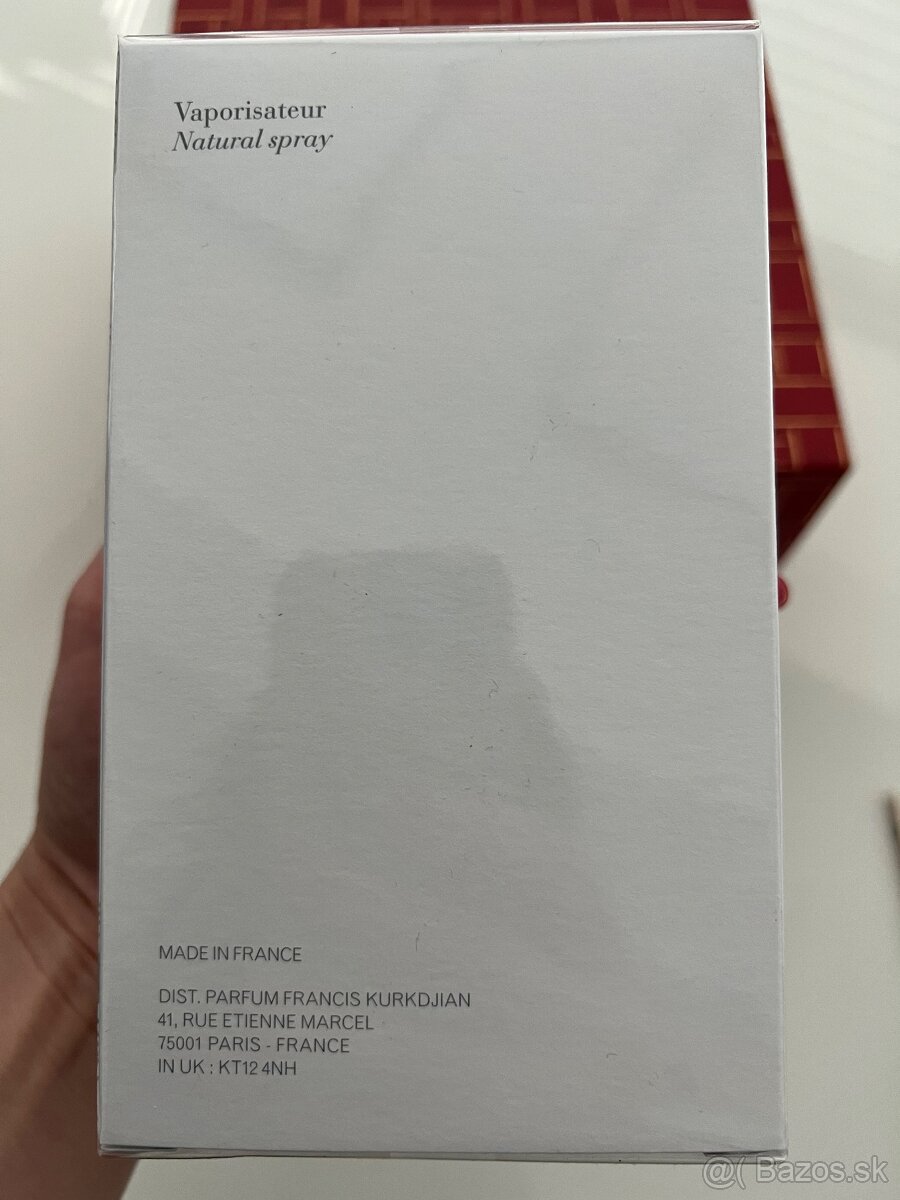 Vaporisateur
Natural spray
MADE IN FRANCE
DIST. PARFUM FRANCIS KURKDJIAN
41, RUE ETIENNE MARCEL
75001 PARIS - FRANCE
IN UK : KT12 4NH
@( Bazos.sk